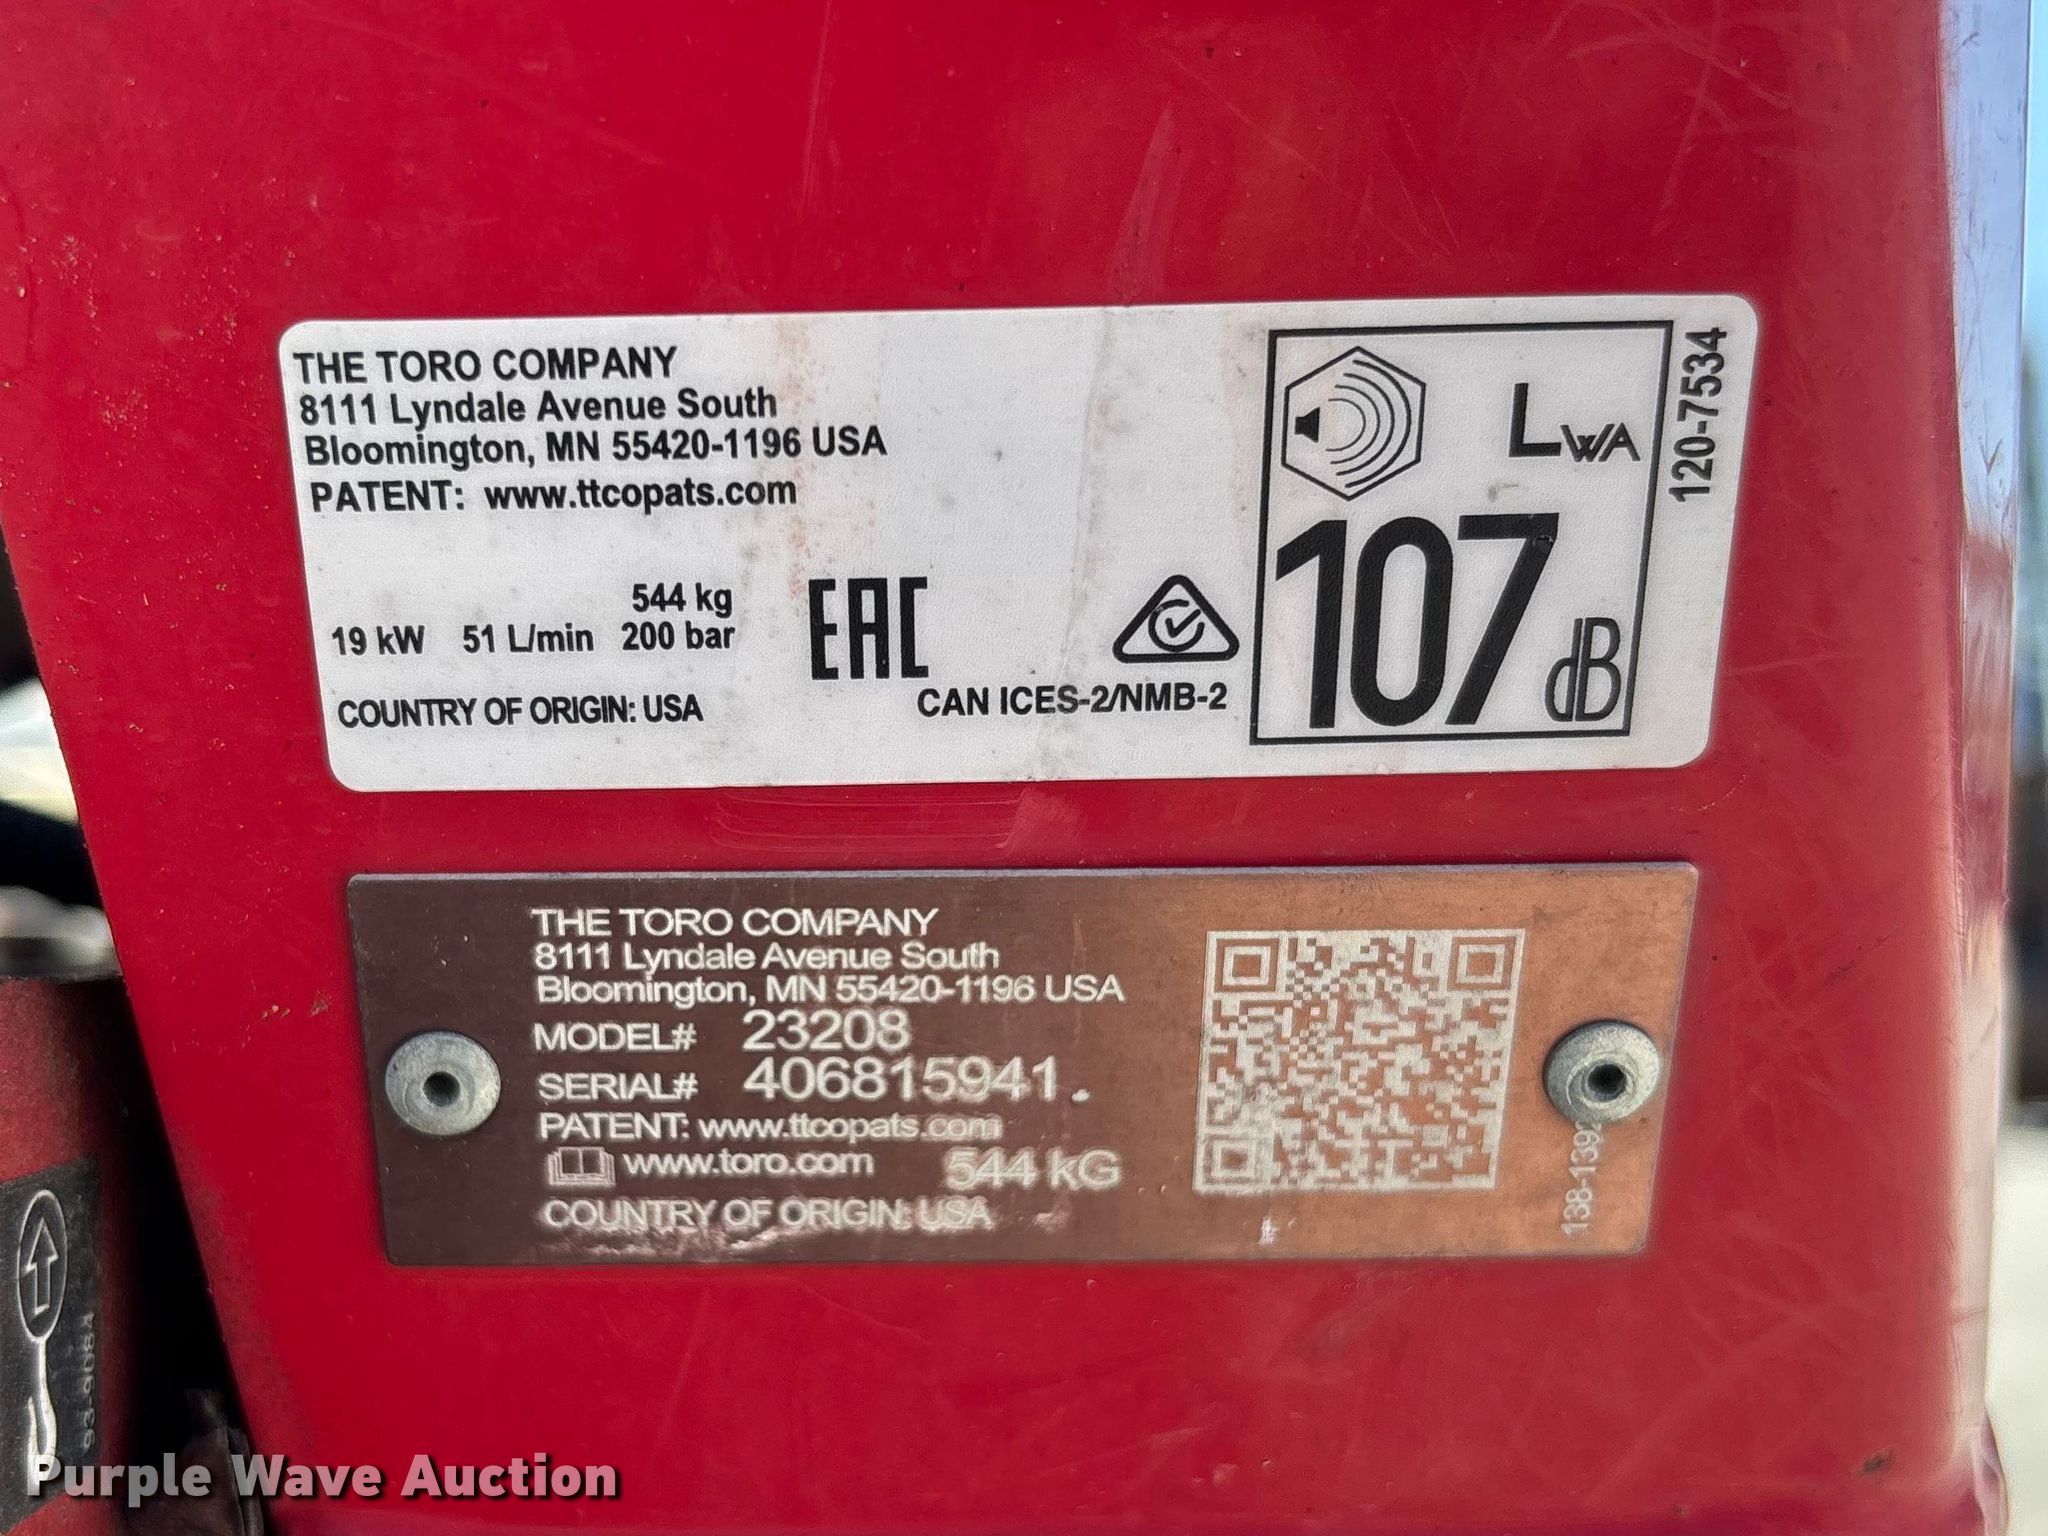 THE TORO COMPANY
8111 Lyndale Avenue South
Bloomington, MN 55420-1196 USA
PATENT: www.ttcopats.com
544 kg
19 kW 51 L/min 200 bar
EAC
COUNTRY OF ORIGIN: USA
CAN ICES-2/NMB-2
LWA
107 dB
120-7534
THE TORO COMPANY
8111 Lyndale Avenue South
Bloomington, MN 55420-1196 USA
MODEL# 23208
SERIAL# 406815941
PATENT: www.ttcopats.com
www.toro.com 544 kG
COUNTRY OF ORIGIN: USA
93-9084
Purple Wave Auction